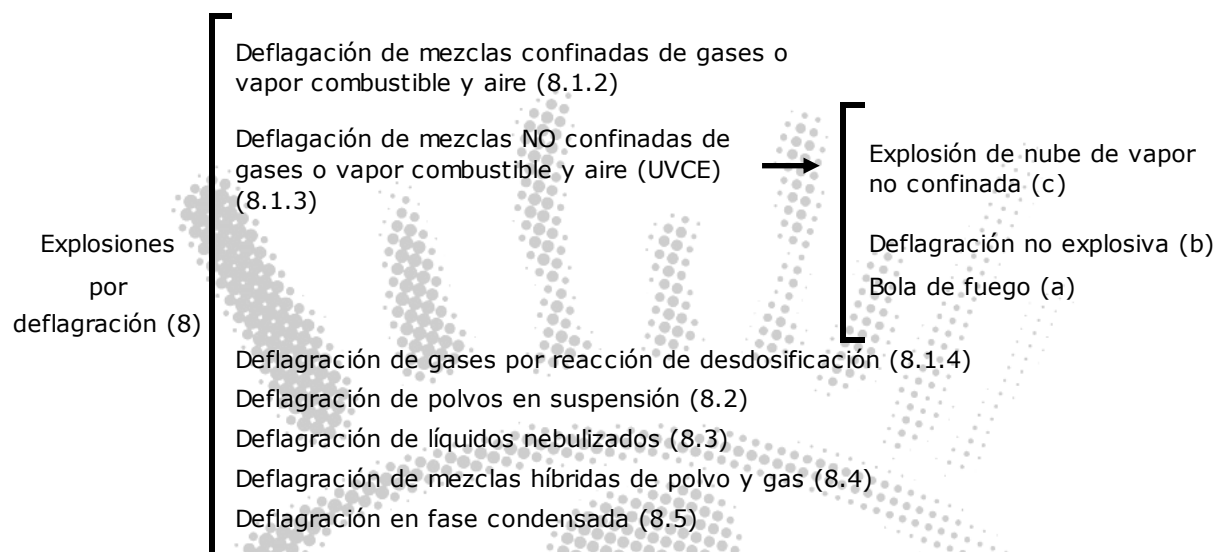 Explosiones
por
deflagración (8)
Deflagación de mezclas confinadas de gases o
vapor combustible y aire (8.1.2)
Deflagación de mezclas NO confinadas de
gases o vapor combustible y aire (UVCE)
(8.1.3)
Explosión de nube de vapor
no confinada (c)
Deflagración no explosiva (b)
Bola de fuego (a)
Deflagración de gases por reacción de desdosificación (8.1.4)
Deflagración de polvos en suspensión (8.2)
Deflagración de líquidos nebulizados (8.3)
Deflagración de mezclas híbridas de polvo y gas (8.4)
Deflagración en fase condensada (8.5)